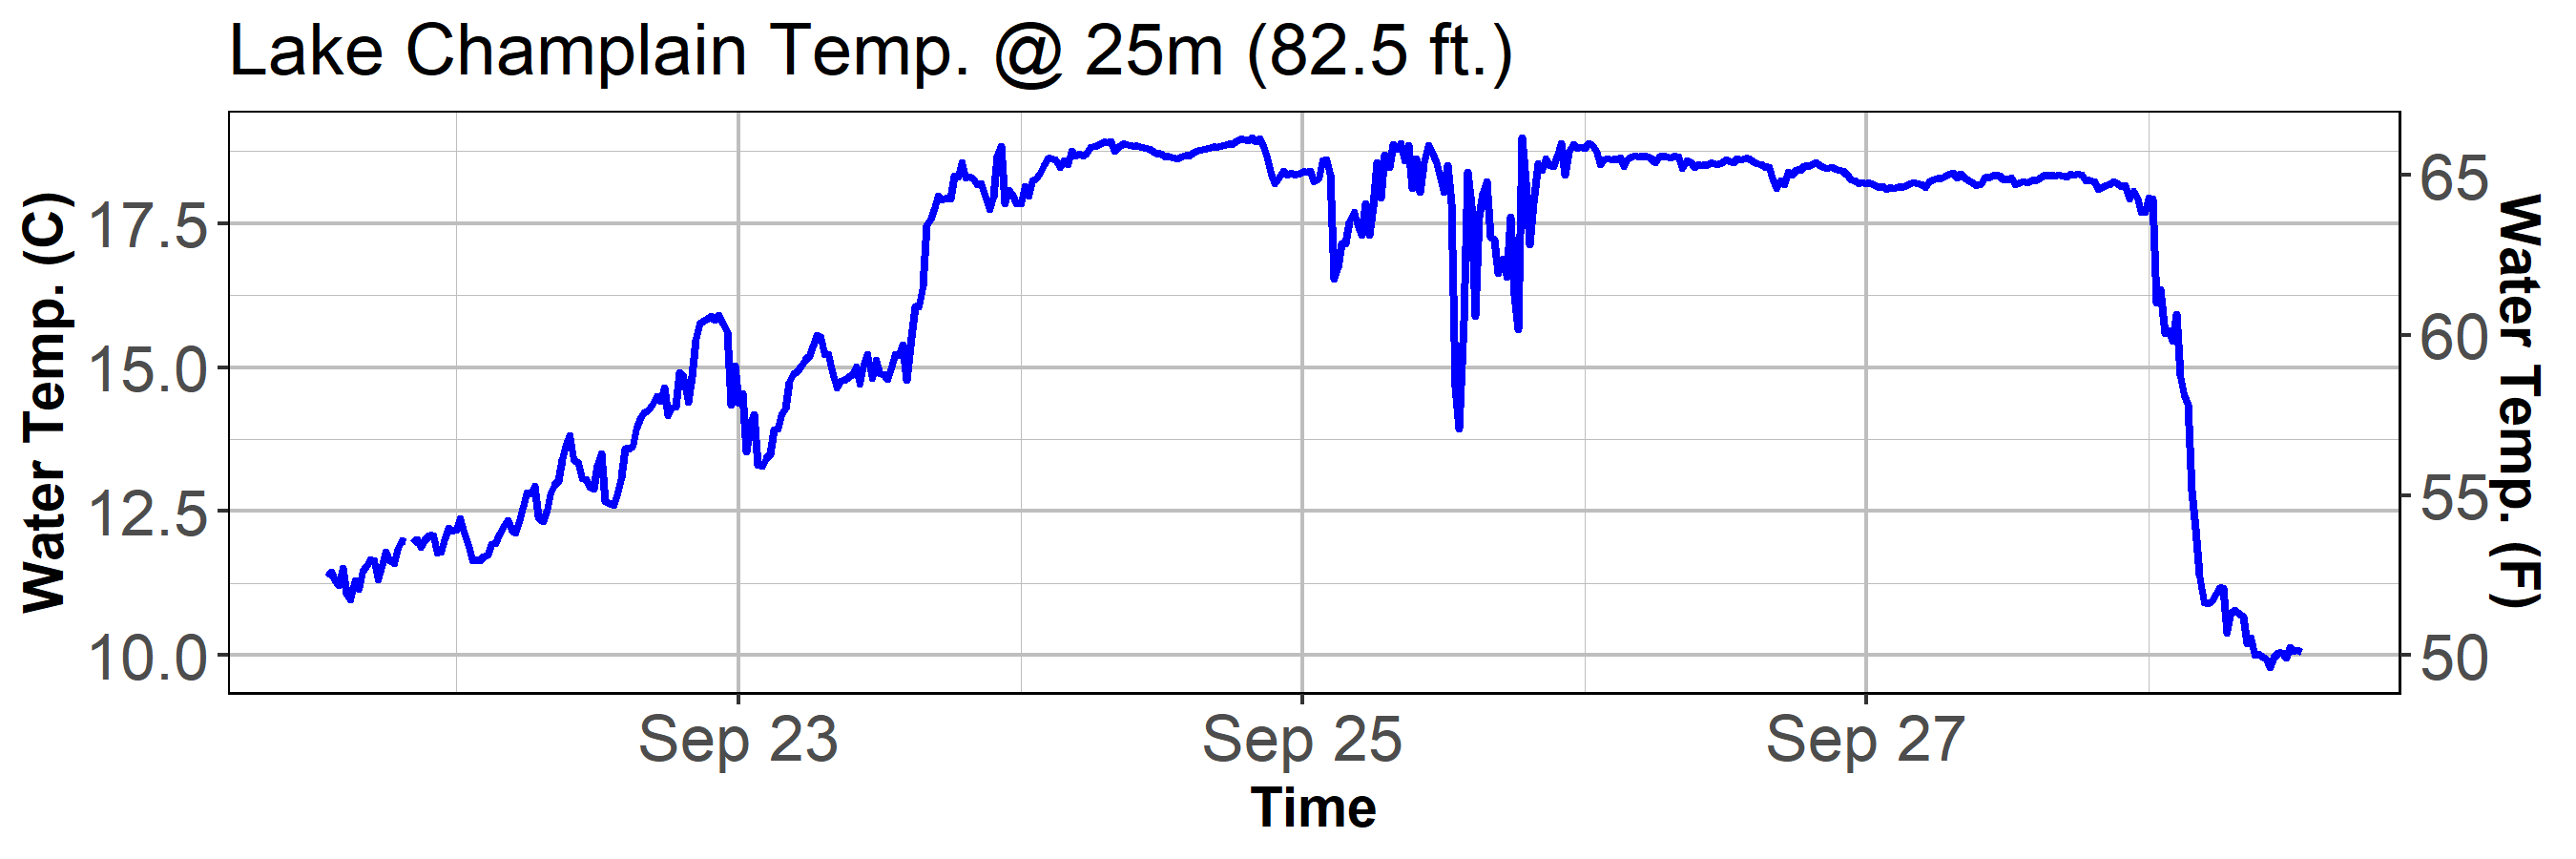 Lake Champlain Temp. @ 25m (82.5 ft.)
Water Temp. (C)
17.5
15.0
12.5
10.0
65
60
55
50
Water Temp. (F)
Sep 23 Sep 25 Sep 27
Time